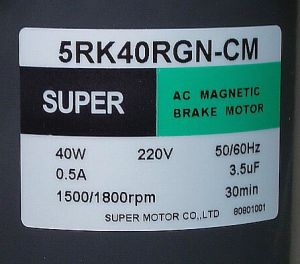 5RK40RGN-CM
SUPER
AC MAGNETIC
BRAKE MOTOR
40W 220V 50/60Hz
0.5A 3.5uF
1500/1800rpm 30min
SUPER MOTOR CO,.LTD 80801001